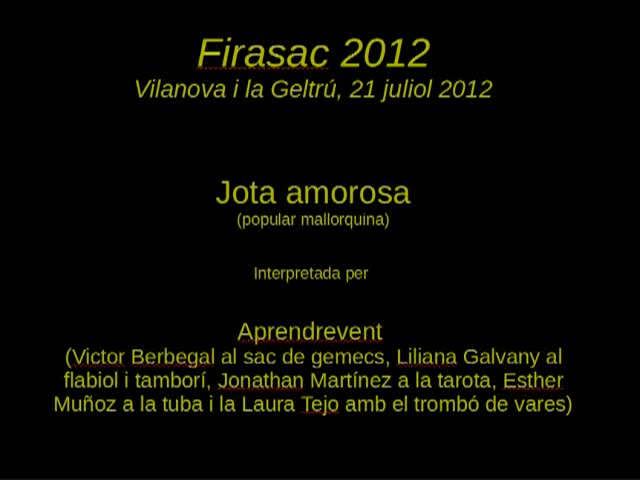 Firasac 2012
Vilanova i la Geltrú, 21 juliol 2012
Jota amorosa
(popular mallorquina)
Interpretada per
Aprendrevent
(Victor Berbegal al sac de gemecs, Liliana Galvany al
flabiol i tamborí, Jonathan Martínez a la tarota, Esther
Muñoz a la tuba i la Laura Tejo amb el trombó de vares)